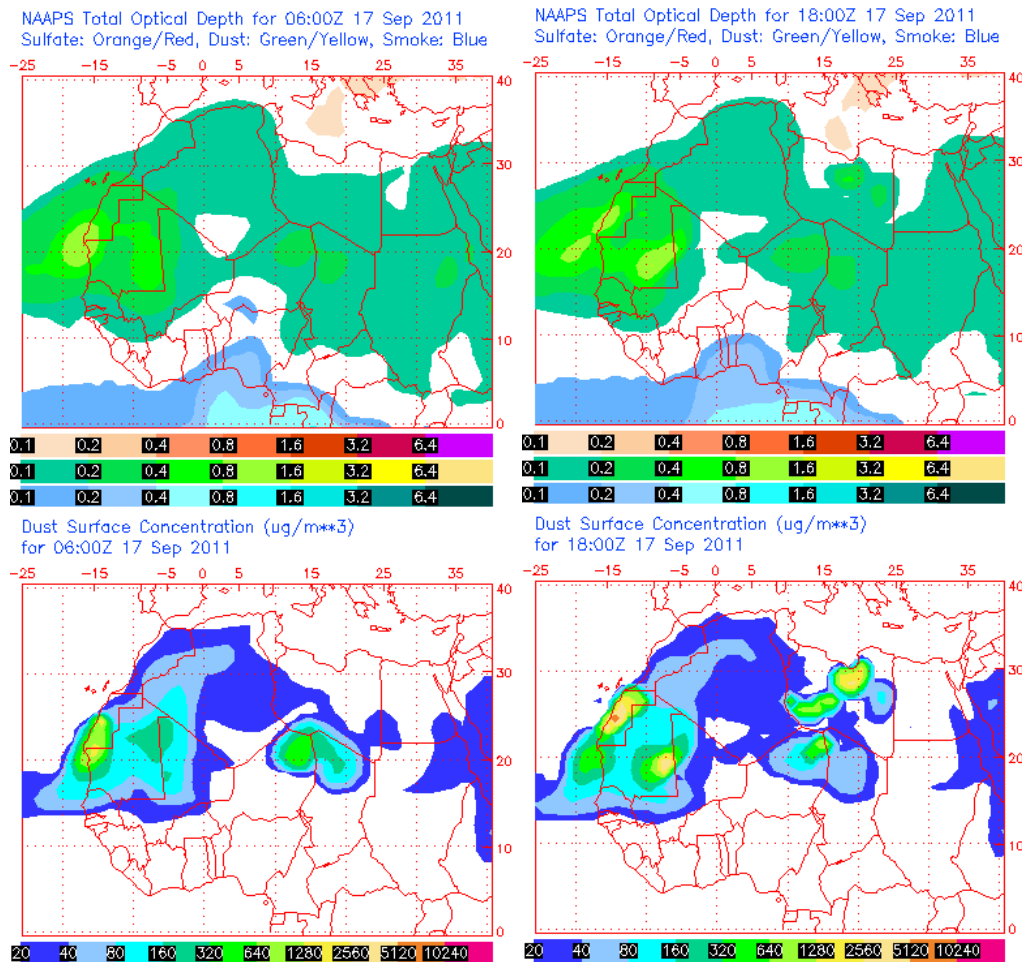 NAAPS Total Optical Depth for 06:00Z 17 Sep 2011
Sulfate: Orange/Red, Dust: Green/Yellow, Smoke: Blue
-25 -15 -5 0 5 15 25 35
40
30
20
10
0
0.1 0.2 0.4 0.8 1.6 3.2 6.4
0.1 0.2 0.4 0.8 1.6 3.2 6.4
0.1 0.2 0.4 0.8 1.6 3.2 6.4
NAAPS Total Optical Depth for 18:00Z 17 Sep 2011
Sulfate: Orange/Red, Dust: Green/Yellow, Smoke: Blue
-25 -15 -5 0 5 15 25 35
40
30
20
10
0
0.1 0.2 0.4 0.8 1.6 3.2 6.4
0.1 0.2 0.4 0.8 1.6 3.2 6.4
0.1 0.2 0.4 0.8 1.6 3.2 6.4
Dust Surface Concentration (ug/m**3)
for 06:00Z 17 Sep 2011
-25 -15 -5 0 5 15 25 35
40
30
20
10
0
20 40 80 160 320 640 1280 2560 5120 10240
Dust Surface Concentration (ug/m**3)
for 18:00Z 17 Sep 2011
-25 -15 -5 0 5 15 25 35
40
30
20
10
0
20 40 80 160 320 640 1280 2560 5120 10240